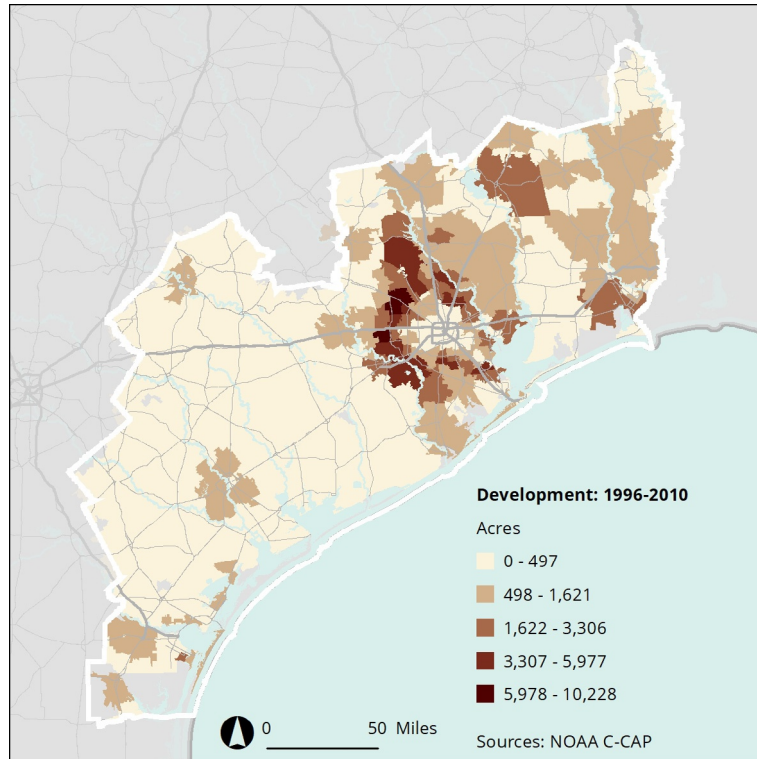 Development: 1996-2010
Acres
0 - 497
498 - 1,621
1,622 - 3,306
3,307 - 5,977
5,978 - 10,228
0 50 Miles
Sources: NOAA C-CAP